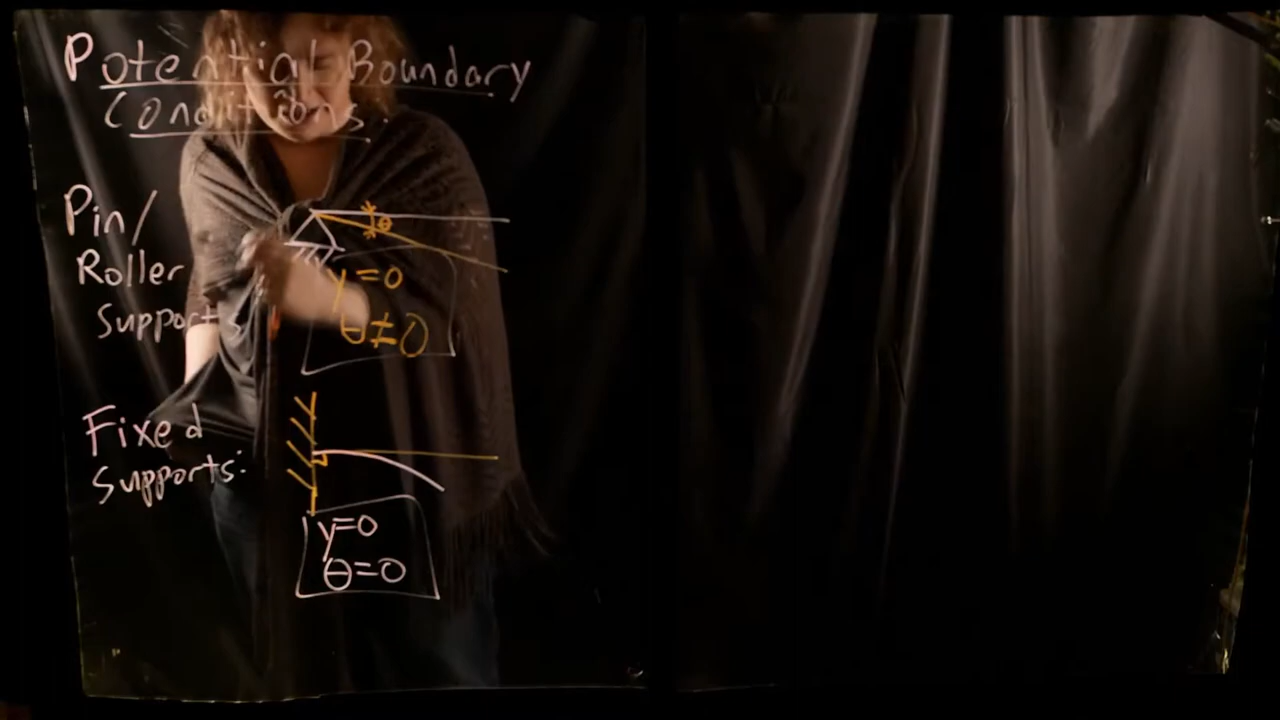 Potential Boundary
Conditions.
Pin/
Roller
Supports
θ
y=0
θ≠0
Fixed
Supports:
y=0
θ=0